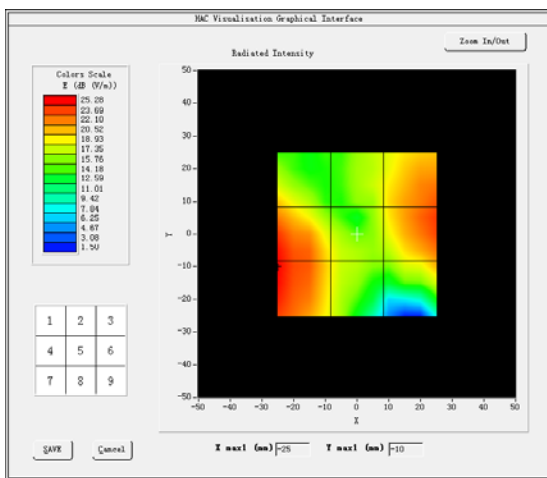 HAC Visualisation Graphical Interface
Zoom In/Out
Radiated Intensity
Colors Scale
E (dB (V/m))
25.28
23.69
22.10
20.52
18.93
17.35
15.76
14.18
12.59
11.01
9.42
7.84
6.25
4.67
3.08
1.50
1 2 3
4 5 6
7 8 9
50
40
30
20
10
0
-10
-20
-30
-40
-50
Y
-50 -40 -30 -20 -10 0 10 20 30 40 50
X
SAVE
Cancel
X max1 (mm) -25
Y max1 (mm) -10